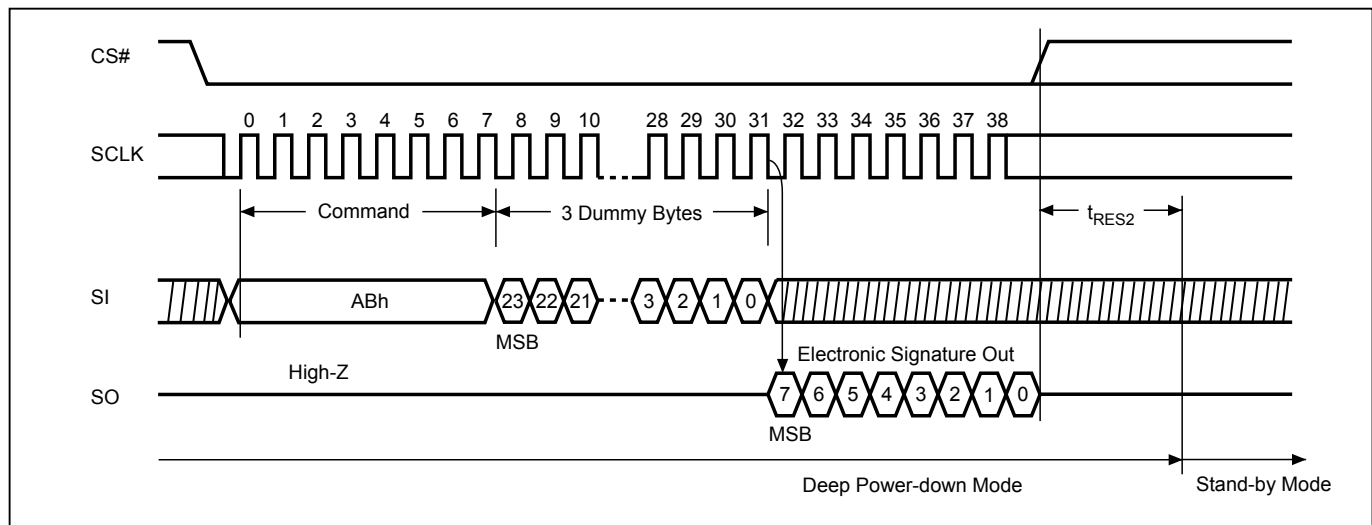 CS#
0 1 2 3 4 5 6 7 8 9 10 28 29 30 31 32 33 34 35 36 37 38
SCLK
Command
3 Dummy Bytes
tRES2
SI
ABh
23 22 21 3 2 1 0
MSB
Electronic Signature Out
High-Z
SO
7 6 5 4 3 2 1 0
MSB
Deep Power-down Mode
Stand-by Mode